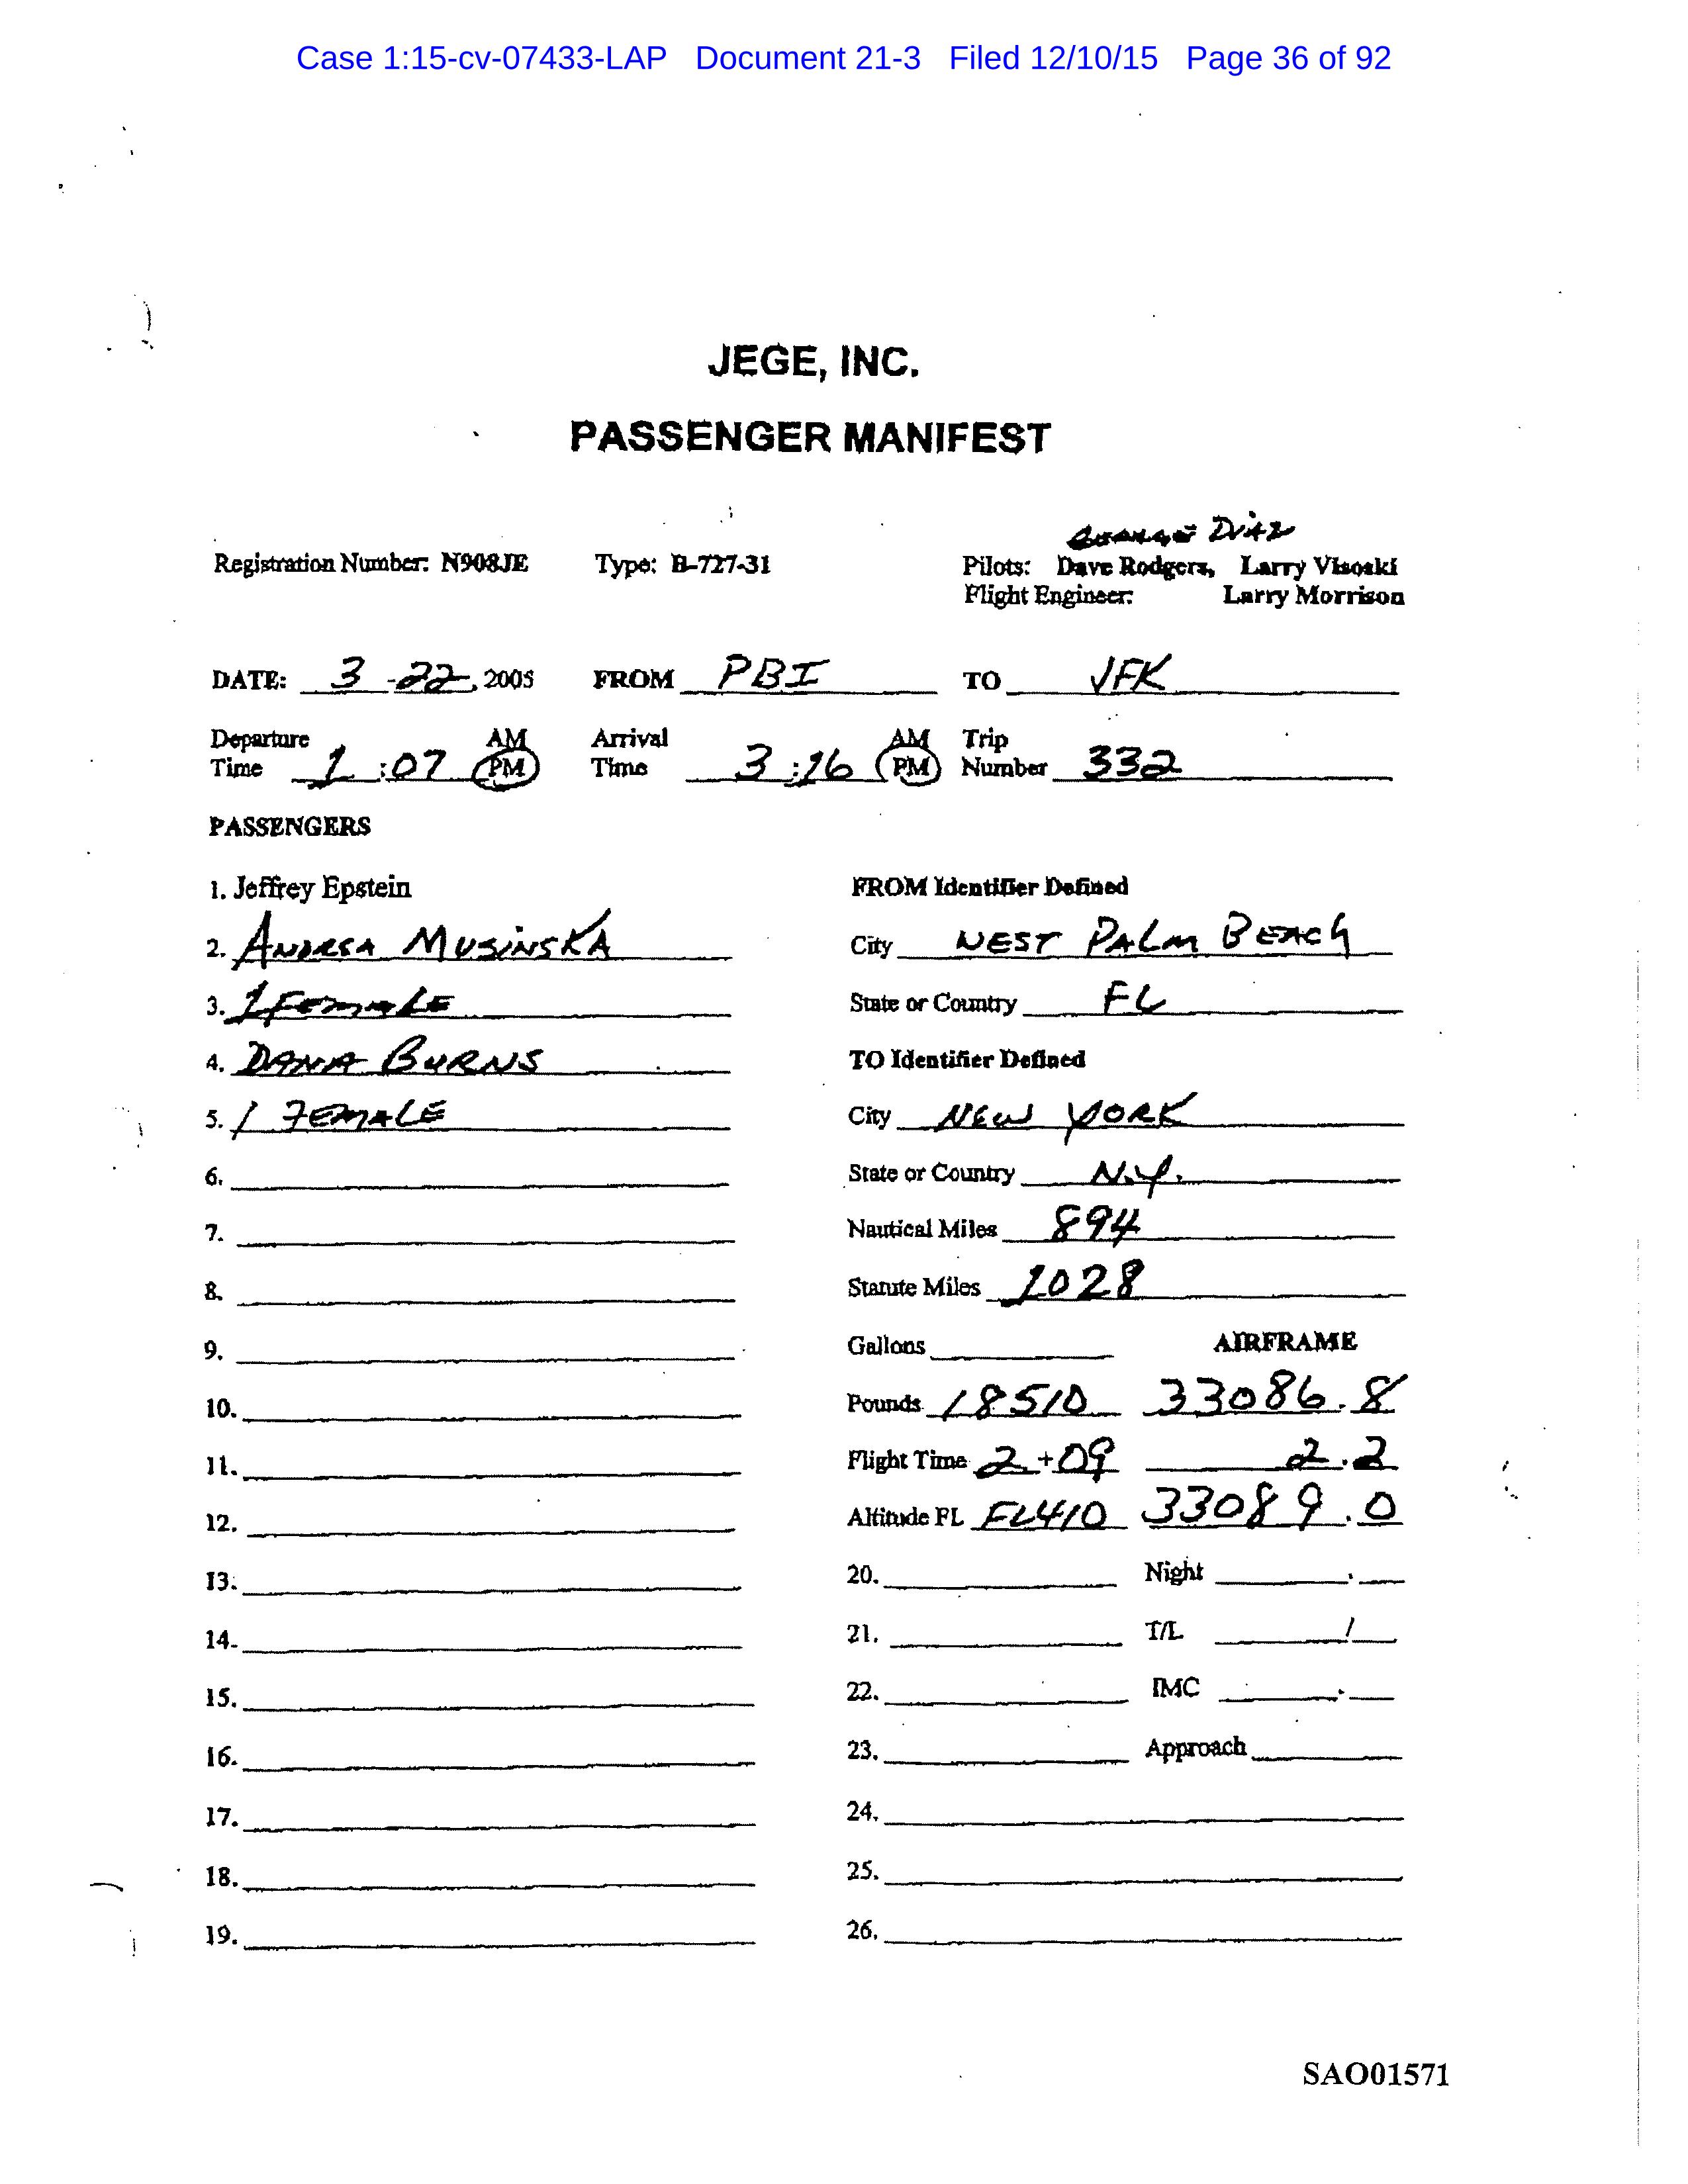 Case 1:15-cv-07433-LAP Document 21-3 Filed 12/10/15 Page 36 of 92
JEGE, INC.
PASSENGER MANIFEST
GEORGE DIAZ
Registration Number: N908JE Type: B-727-31 Pilots: Dave Rodgers, Larry Visoski
Flight Engineer: Larry Morrison
DATE: 3 - 22, 2005 FROM PBI TO JFK
Departure Time 1:07 AM PM Arrival Time 3:16 AM PM Trip Number 332
PASSENGERS
1. Jeffrey Epstein FROM Identifier Defined
2. ANDREA MUSINSKA City WEST PALM BEACH
3. 1 FEMALE State or Country FL
4. DANA BURNS TO Identifier Defined
5. 1 FEMALE City NEW YORK
6. State or Country N.Y.
7. Nautical Miles 894
8. Statute Miles 1028
9. Gallons AIRFRAME
10. Pounds 18510 33086.8
11. Flight Time 2+09 2.2
12. Altitude FL FL410 33089.0
13. 20. Night .
14. 21. T/L /
15. 22. IMC .
16. 23. Approach
17. 24.
18. 25.
19. 26.
SAO01571